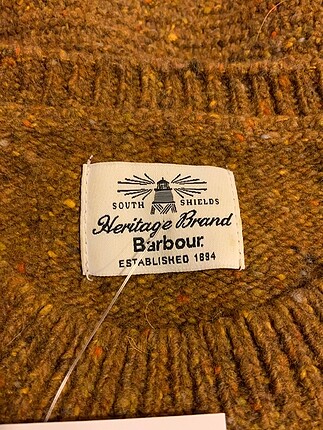 SOUTH SHIELDS
Heritage Brand
Barbour.
ESTABLISHED 1894